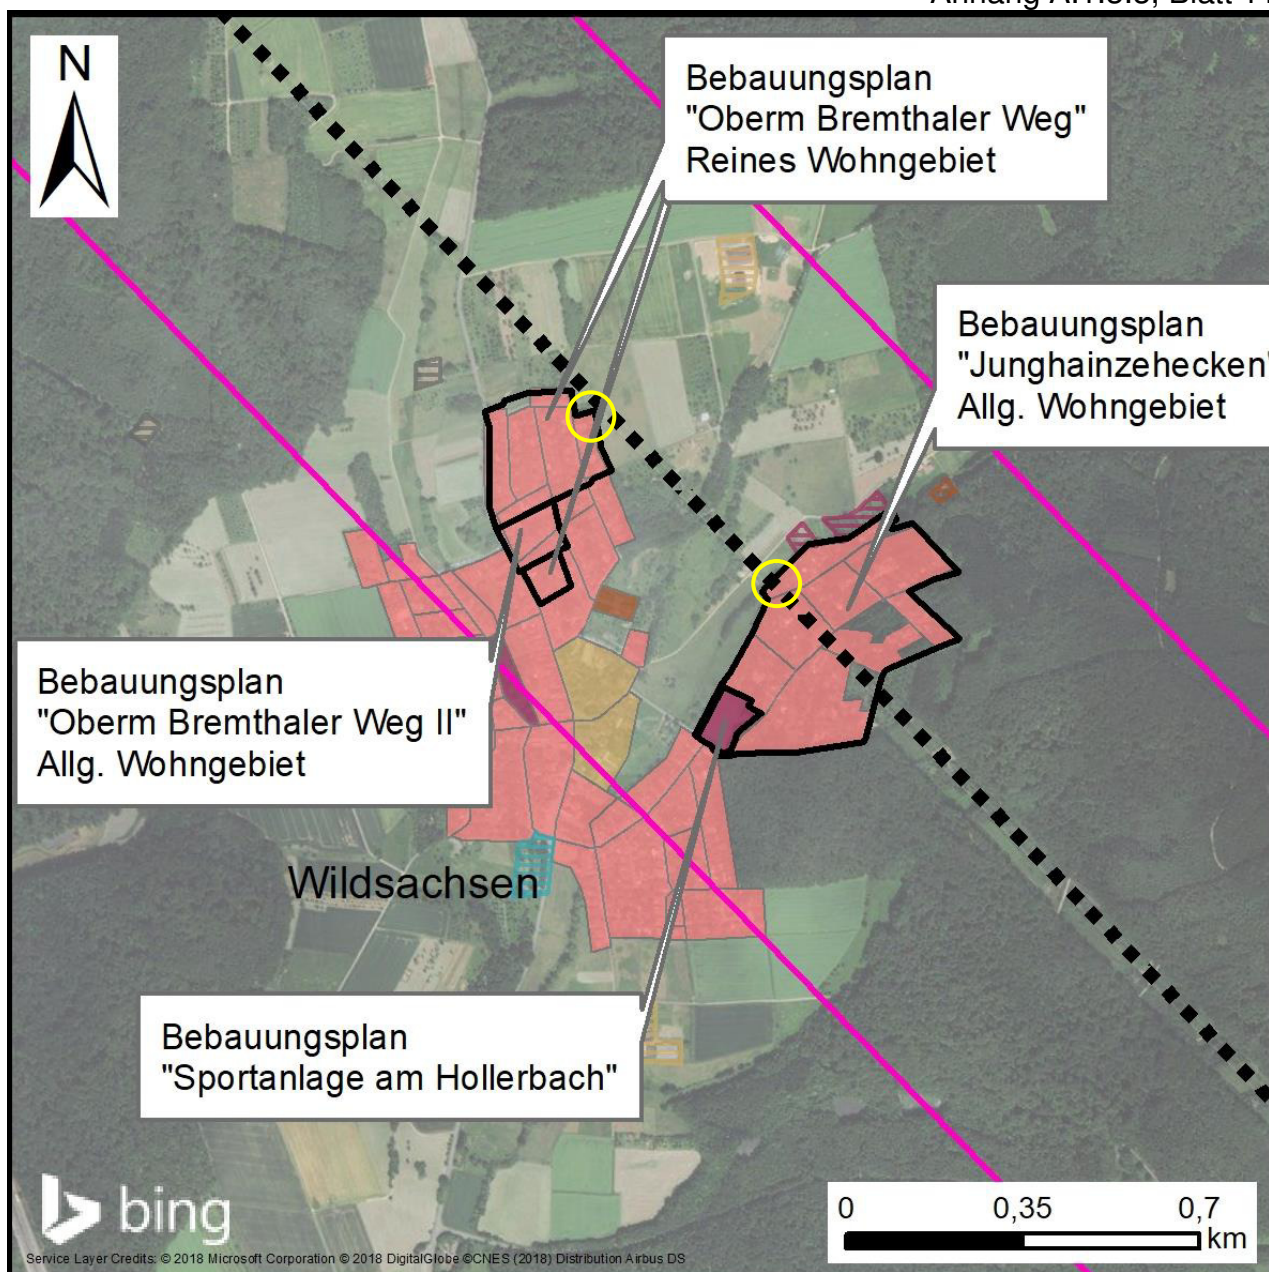 N
Bebauungsplan
"Oberm Bremthaler Weg"
Reines Wohngebiet
Bebauungsplan
"Junghainzehecken"
Allg. Wohngebiet
Bebauungsplan
"Oberm Bremthaler Weg II"
Allg. Wohngebiet
Wildsachsen
Bebauungsplan
"Sportanlage am Hollerbach"
bing
0 0,35 0,7
km
Service Layer Credits: © 2018 Microsoft Corporation © 2018 DigitalGlobe ©CNES (2018) Distribution Airbus DS